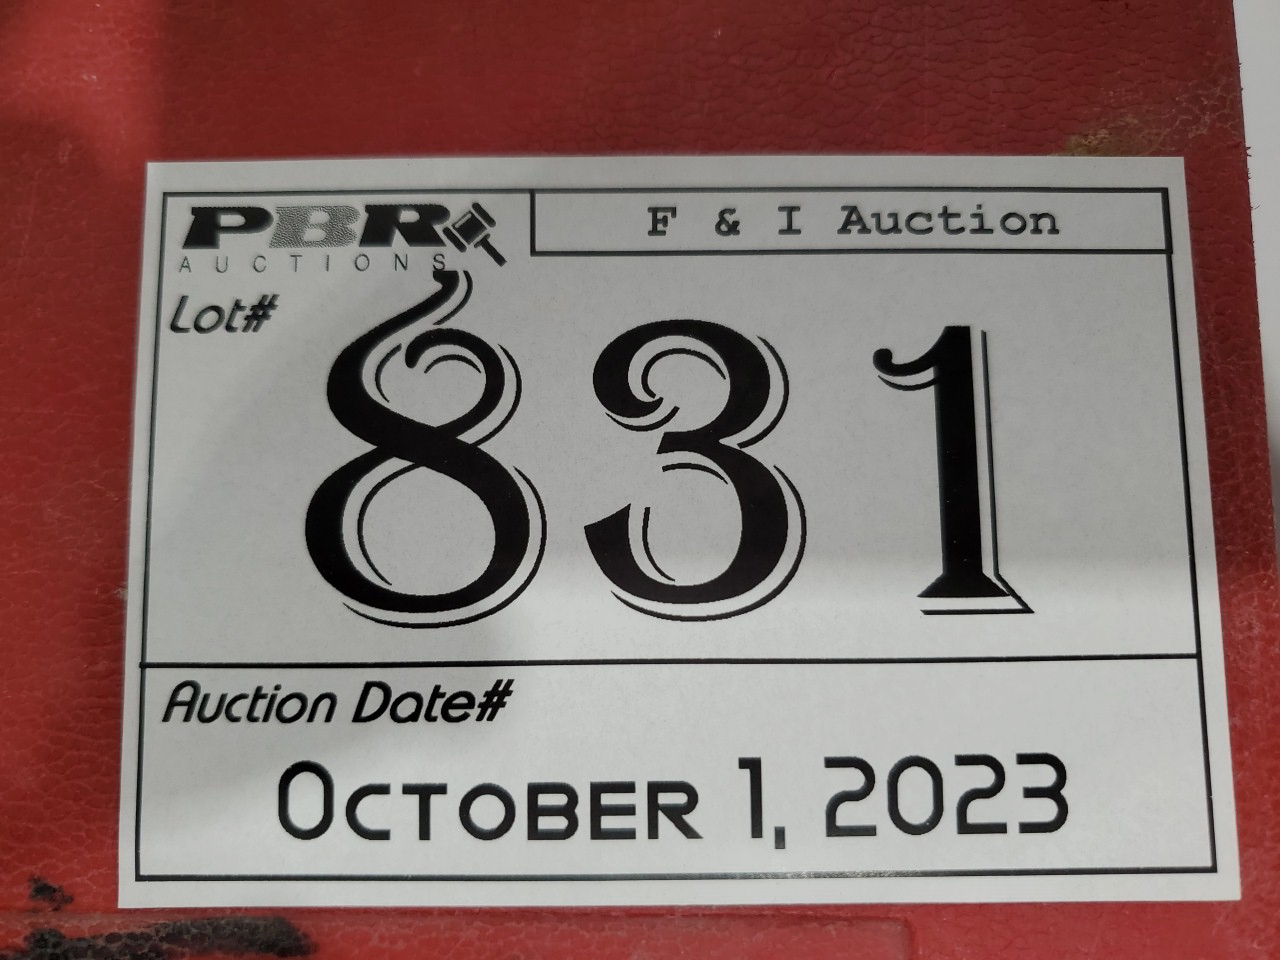 PBR
AUCTIONS
F & I Auction
Lot#
831
Auction Date#
October 1, 2023